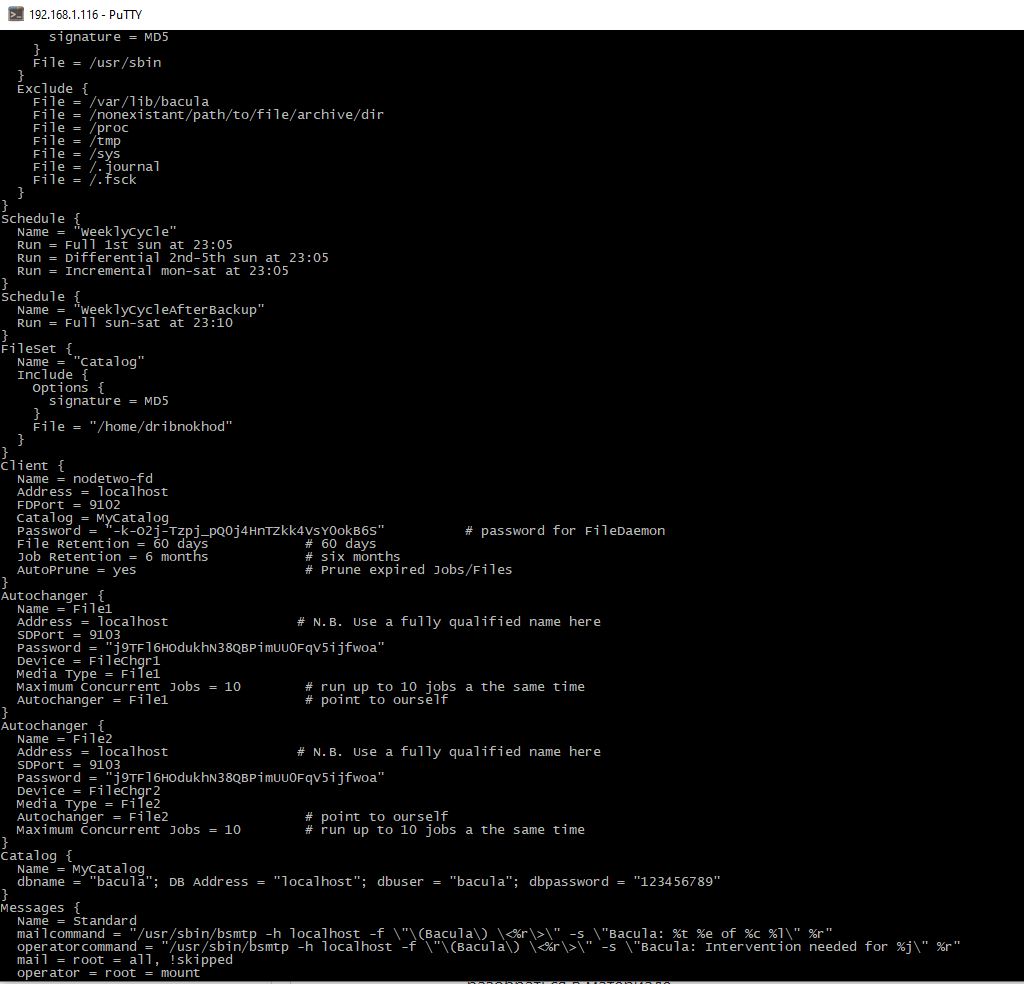 192.168.1.116 - PuTTY
      signature = MD5
    }
    File = /usr/sbin
  }
  Exclude {
    File = /var/lib/bacula
    File = /nonexistant/path/to/file/archive/dir
    File = /proc
    File = /tmp
    File = /sys
    File = /.journal
    File = /.fsck
  }
}
Schedule {
  Name = "WeeklyCycle"
  Run = Full 1st sun at 23:05
  Run = Differential 2nd-5th sun at 23:05
  Run = Incremental mon-sat at 23:05
}
Schedule {
  Name = "WeeklyCycleAfterBackup"
  Run = Full sun-sat at 23:10
}
FileSet {
  Name = "Catalog"
  Include {
    Options {
      signature = MD5
    }
    File = "/home/dribnokhod"
  }
}
Client {
  Name = nodetwo-fd
  Address = localhost
  FDPort = 9102
  Catalog = MyCatalog
  Password = "-k-O2j-Tzpj_pQ0j4HnTZkk4VsY0okB6S"          # password for FileDaemon
  File Retention = 60 days            # 60 days
  Job Retention = 6 months            # six months
  AutoPrune = yes                     # Prune expired Jobs/Files
}
Autochanger {
  Name = File1
  Address = localhost                # N.B. Use a fully qualified name here
  SDPort = 9103
  Password = "j9TFl6HOdukhN38QBPimUU0FqV5ijfwoa"
  Device = FileChgr1
  Media Type = File1
  Maximum Concurrent Jobs = 10        # run up to 10 jobs a the same time
  Autochanger = File1                 # point to ourself
}
Autochanger {
  Name = File2
  Address = localhost                # N.B. Use a fully qualified name here
  SDPort = 9103
  Password = "j9TFl6HOdukhN38QBPimUU0FqV5ijfwoa"
  Device = FileChgr2
  Media Type = File2
  Autochanger = File2                 # point to ourself
  Maximum Concurrent Jobs = 10        # run up to 10 jobs a the same time
}
Catalog {
  Name = MyCatalog
  dbname = "bacula"; DB Address = "localhost"; dbuser = "bacula"; dbpassword = "123456789"
}
Messages {
  Name = Standard
  mailcommand = "/usr/sbin/bsmtp -h localhost -f \"\(Bacula\) \<%r\>\" -s \"Bacula: %t %e of %c %l\" %r"
  operatorcommand = "/usr/sbin/bsmtp -h localhost -f \"\(Bacula\) \<%r\>\" -s \"Bacula: Intervention needed for %j\" %r"
  mail = root = all, !skipped
  operator = root = mount